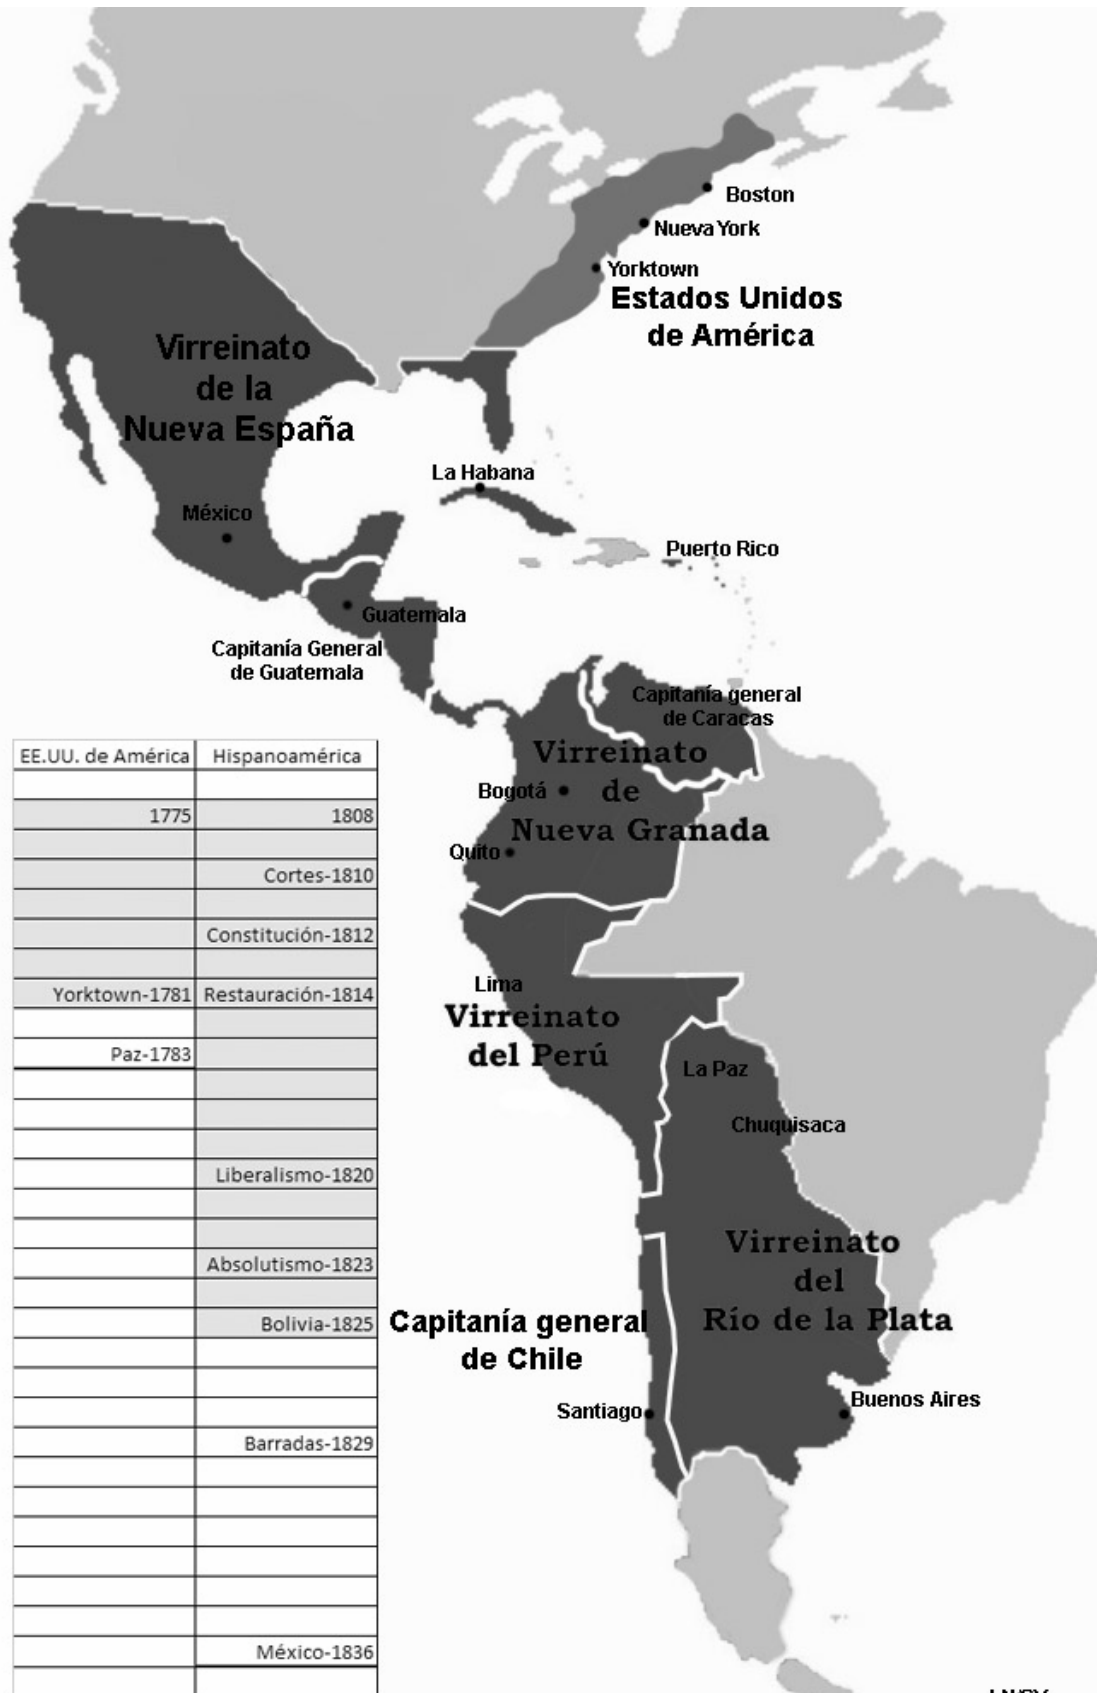 Boston
Nueva York
Yorktown
Estados Unidos
de América
Virreinato
de la
Nueva España
La Habana
México
Puerto Rico
Guatemala
Capitanía General
de Guatemala
Capitanía general
de Caracas
Virreinato
de
Nueva Granada
Bogotá
Quito
Lima
Virreinato
del Perú
La Paz
Chuquisaca
Virreinato
del
Río de la Plata
Capitanía general
de Chile
Santiago
Buenos Aires
EE.UU. de América Hispanoamérica
1775 1808
Cortes-1810
Constitución-1812
Yorktown-1781 Restauración-1814
Paz-1783
Liberalismo-1820
Absolutismo-1823
Bolivia-1825
Barradas-1829
México-1836